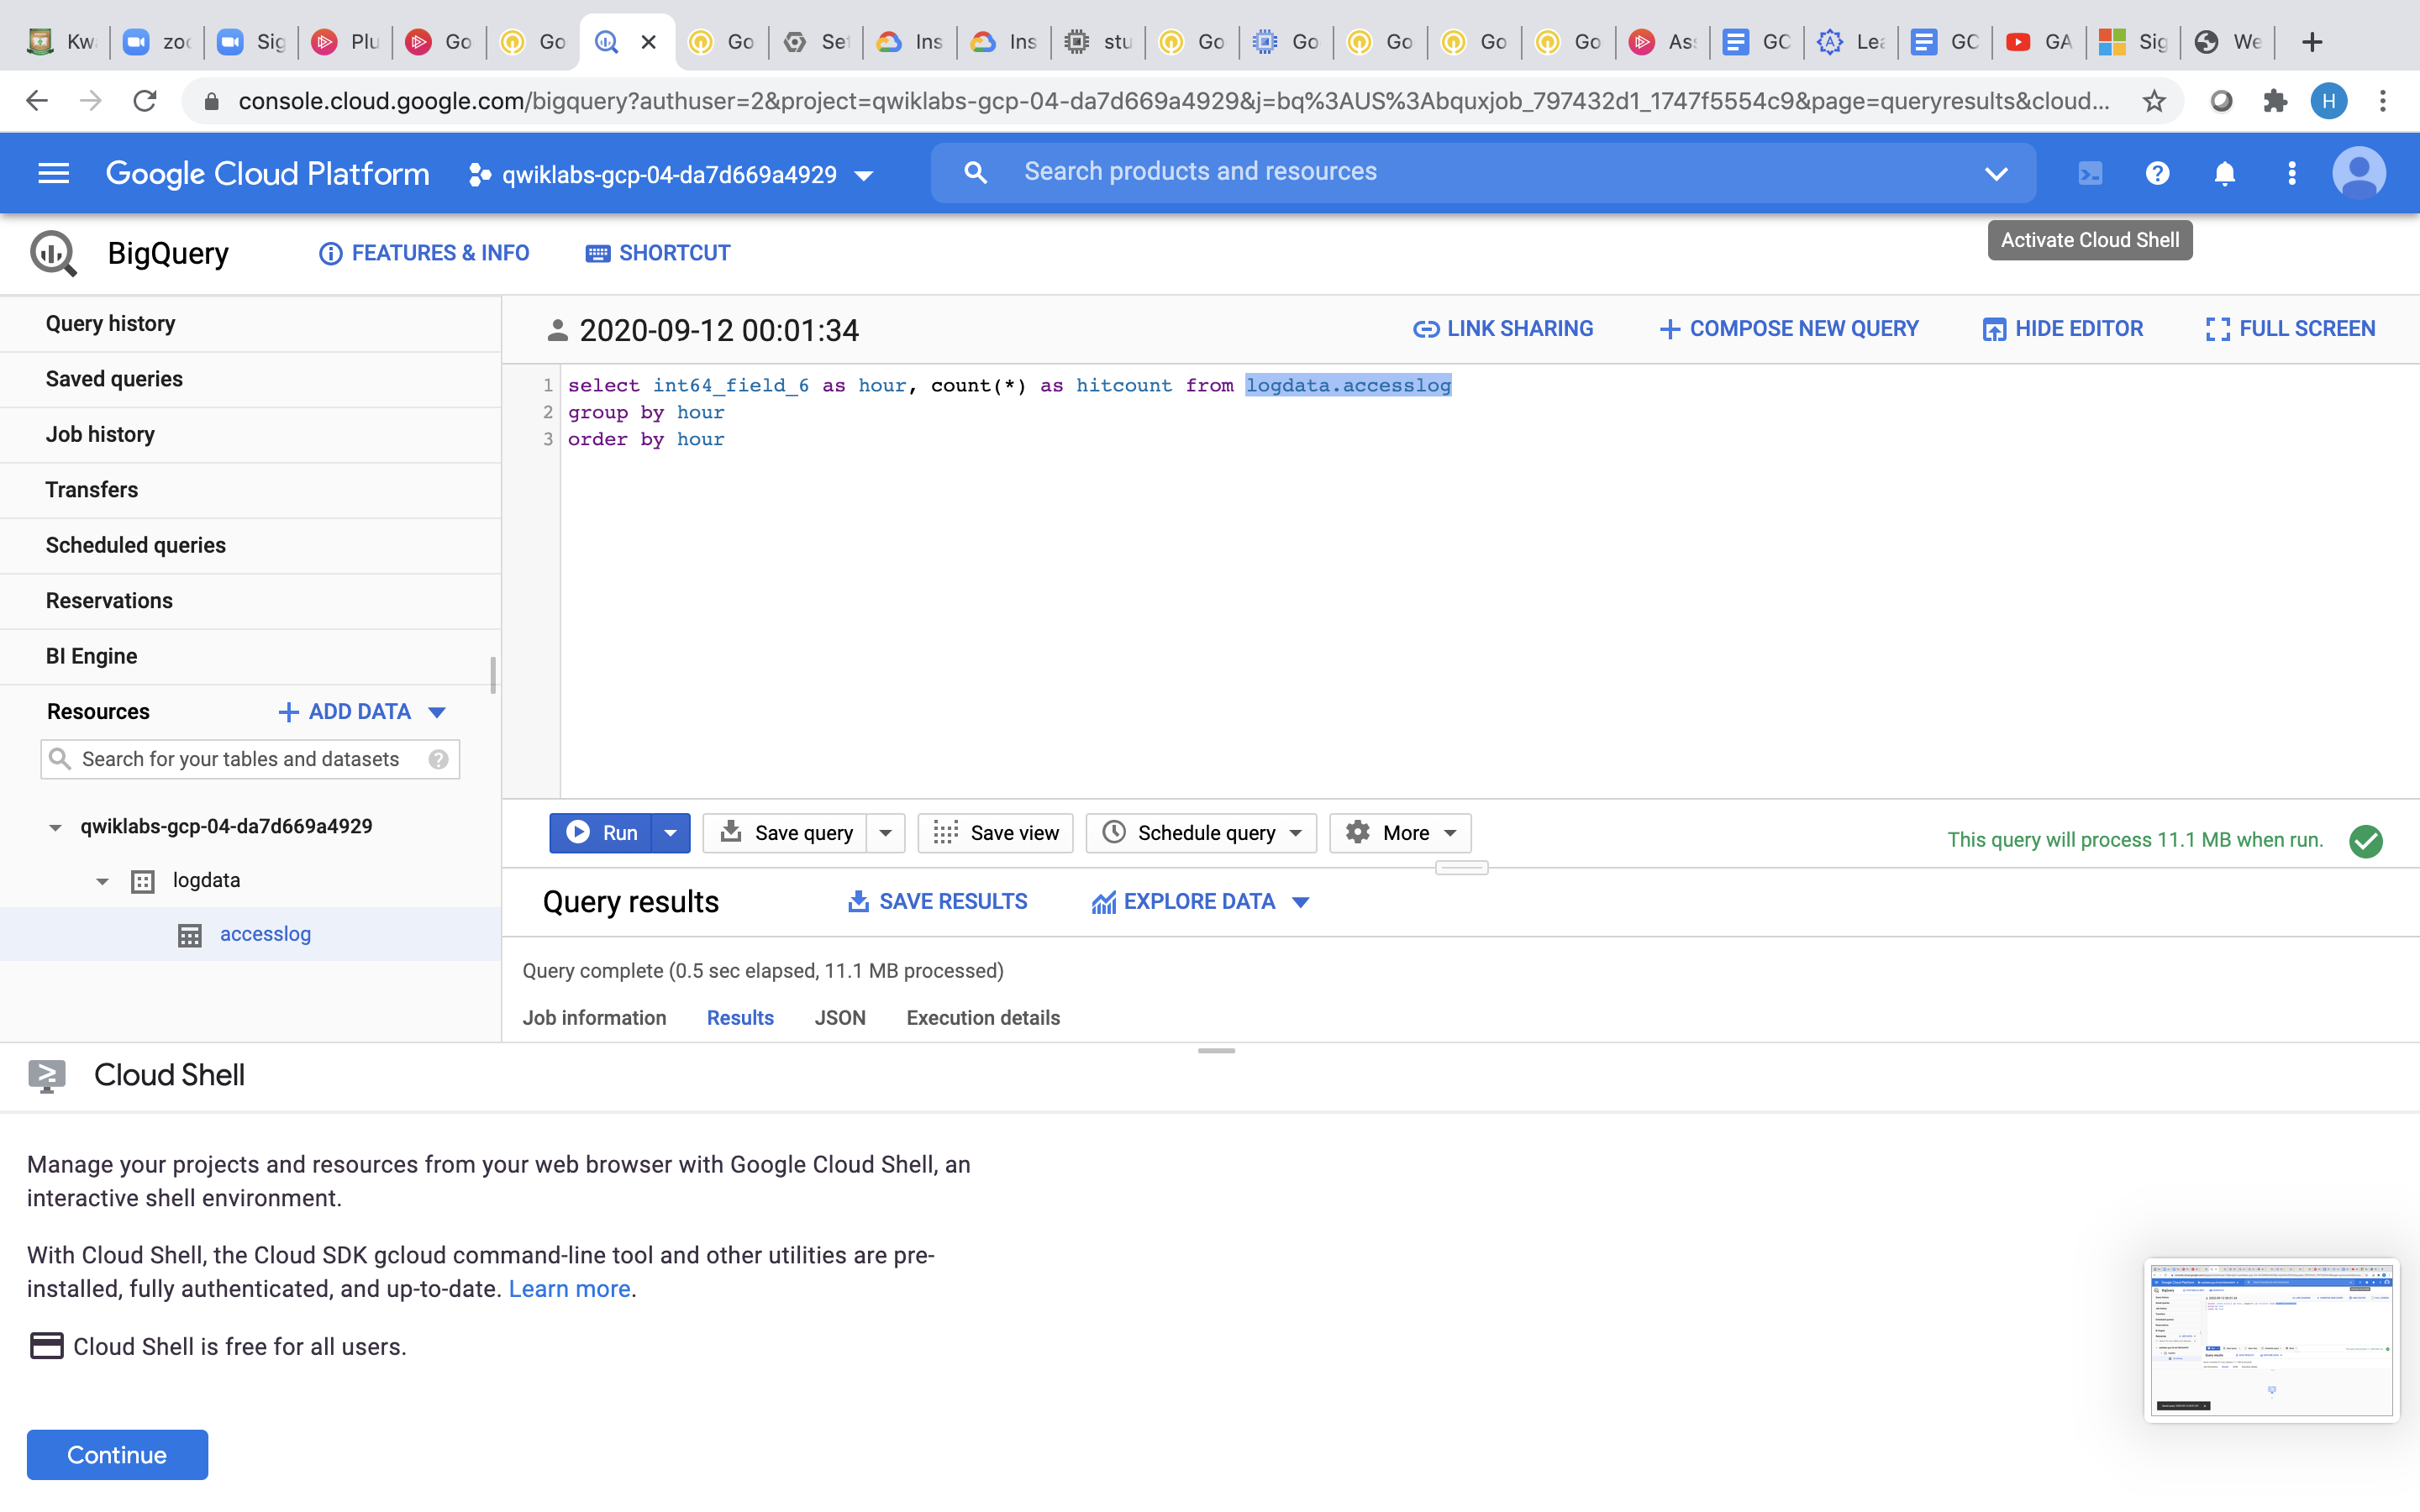 Kw
zoo
Sig
Plu
Go
Go
Go
Set
Ins
Ins
stu
Go
Go
Go
Go
Go
Ass
GC
Lea
GC
GA
Sig
We
console.cloud.google.com/bigquery?authuser=2&project=qwiklabs-gcp-04-da7d669a4929&j=bq%3AUS%3Abquxjob_797432d1_1747f5554c9&page=queryresults&cloud...
H
Google Cloud Platform
qwiklabs-gcp-04-da7d669a4929
Search products and resources
Activate Cloud Shell
BigQuery
FEATURES & INFO
SHORTCUT
Query history
Saved queries
Job history
Transfers
Scheduled queries
Reservations
BI Engine
Resources
ADD DATA
Search for your tables and datasets
qwiklabs-gcp-04-da7d669a4929
logdata
accesslog
2020-09-12 00:01:34
LINK SHARING
COMPOSE NEW QUERY
HIDE EDITOR
FULL SCREEN
1 select int64_field_6 as hour, count(*) as hitcount from logdata.accesslog
2 group by hour
3 order by hour
Run
Save query
Save view
Schedule query
More
This query will process 11.1 MB when run.
Query results
SAVE RESULTS
EXPLORE DATA
Query complete (0.5 sec elapsed, 11.1 MB processed)
Job information
Results
JSON
Execution details
Cloud Shell
Manage your projects and resources from your web browser with Google Cloud Shell, an
interactive shell environment.
With Cloud Shell, the Cloud SDK gcloud command-line tool and other utilities are pre-
installed, fully authenticated, and up-to-date. Learn more.
Cloud Shell is free for all users.
Continue